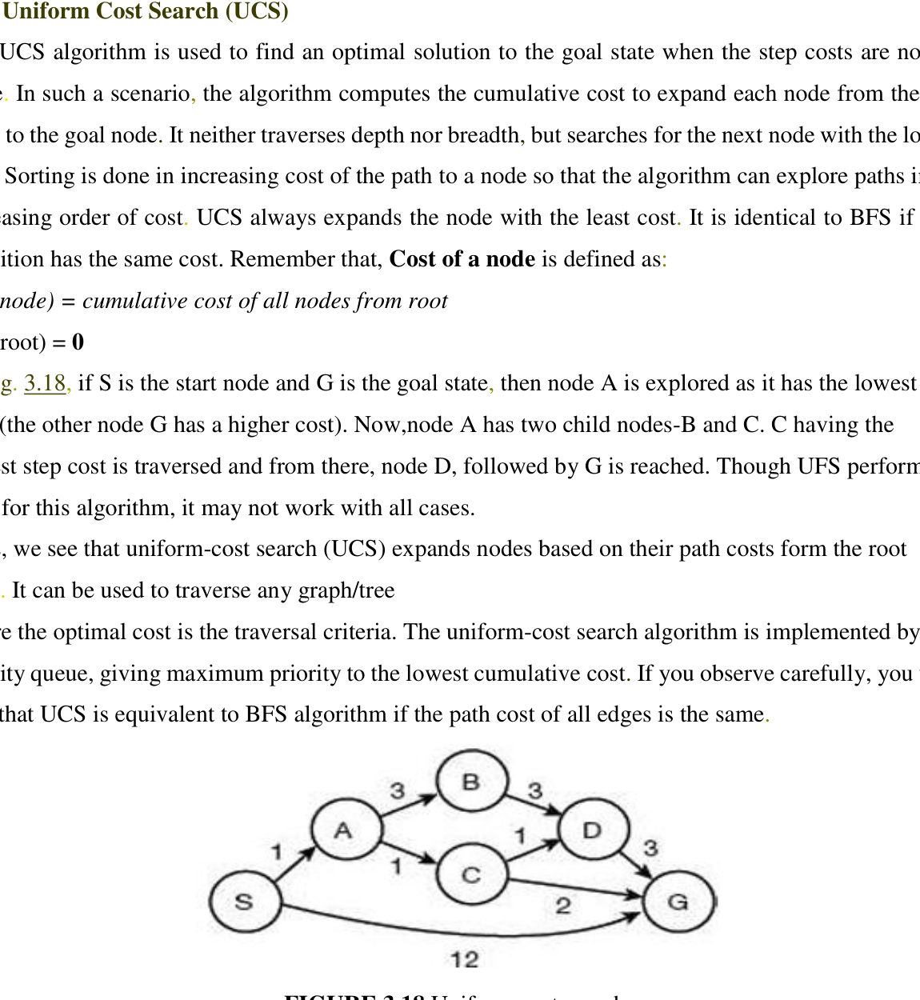 Uniform Cost Search (UCS)
UCS algorithm is used to find an optimal solution to the goal state when the step costs are no
e. In such a scenario, the algorithm computes the cumulative cost to expand each node from the
to the goal node. It neither traverses depth nor breadth, but searches for the next node with the lo
Sorting is done in increasing cost of the path to a node so that the algorithm can explore paths i
easing order of cost. UCS always expands the node with the least cost. It is identical to BFS if
ition has the same cost. Remember that, Cost of a node is defined as:
node) = cumulative cost of all nodes from root
root) = 0
g. 3.18, if S is the start node and G is the goal state, then node A is explored as it has the lowest
(the other node G has a higher cost). Now,node A has two child nodes-B and C. C having the
est step cost is traversed and from there, node D, followed by G is reached. Though UFS perform
for this algorithm, it may not work with all cases.
, we see that uniform-cost search (UCS) expands nodes based on their path costs form the root
. It can be used to traverse any graph/tree
re the optimal cost is the traversal criteria. The uniform-cost search algorithm is implemented by
ity queue, giving maximum priority to the lowest cumulative cost. If you observe carefully, you
that UCS is equivalent to BFS algorithm if the path cost of all edges is the same.
B
3
3
A
D
1
1
1
3
C
S
G
2
12
FIGURE 3.18 Uniform cost search